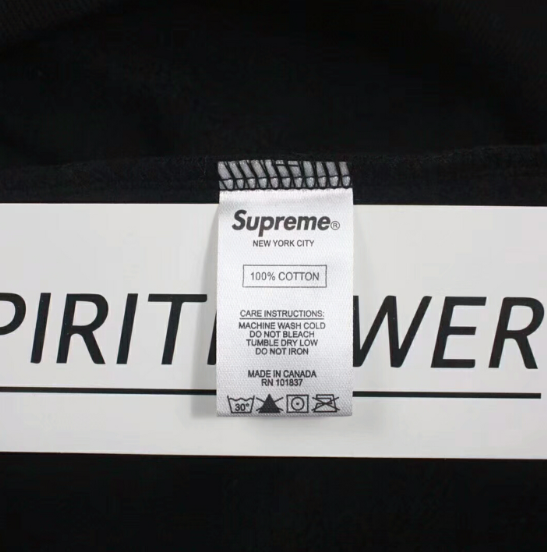 Supreme®
NEW YORK CITY
100% COTTON
PIRIT WER
CARE INSTRUCTIONS:
MACHINE WASH COLD
DO NOT BLEACH
TUMBLE DRY LOW
DO NOT IRON
MADE IN CANADA
RN 101837
30°